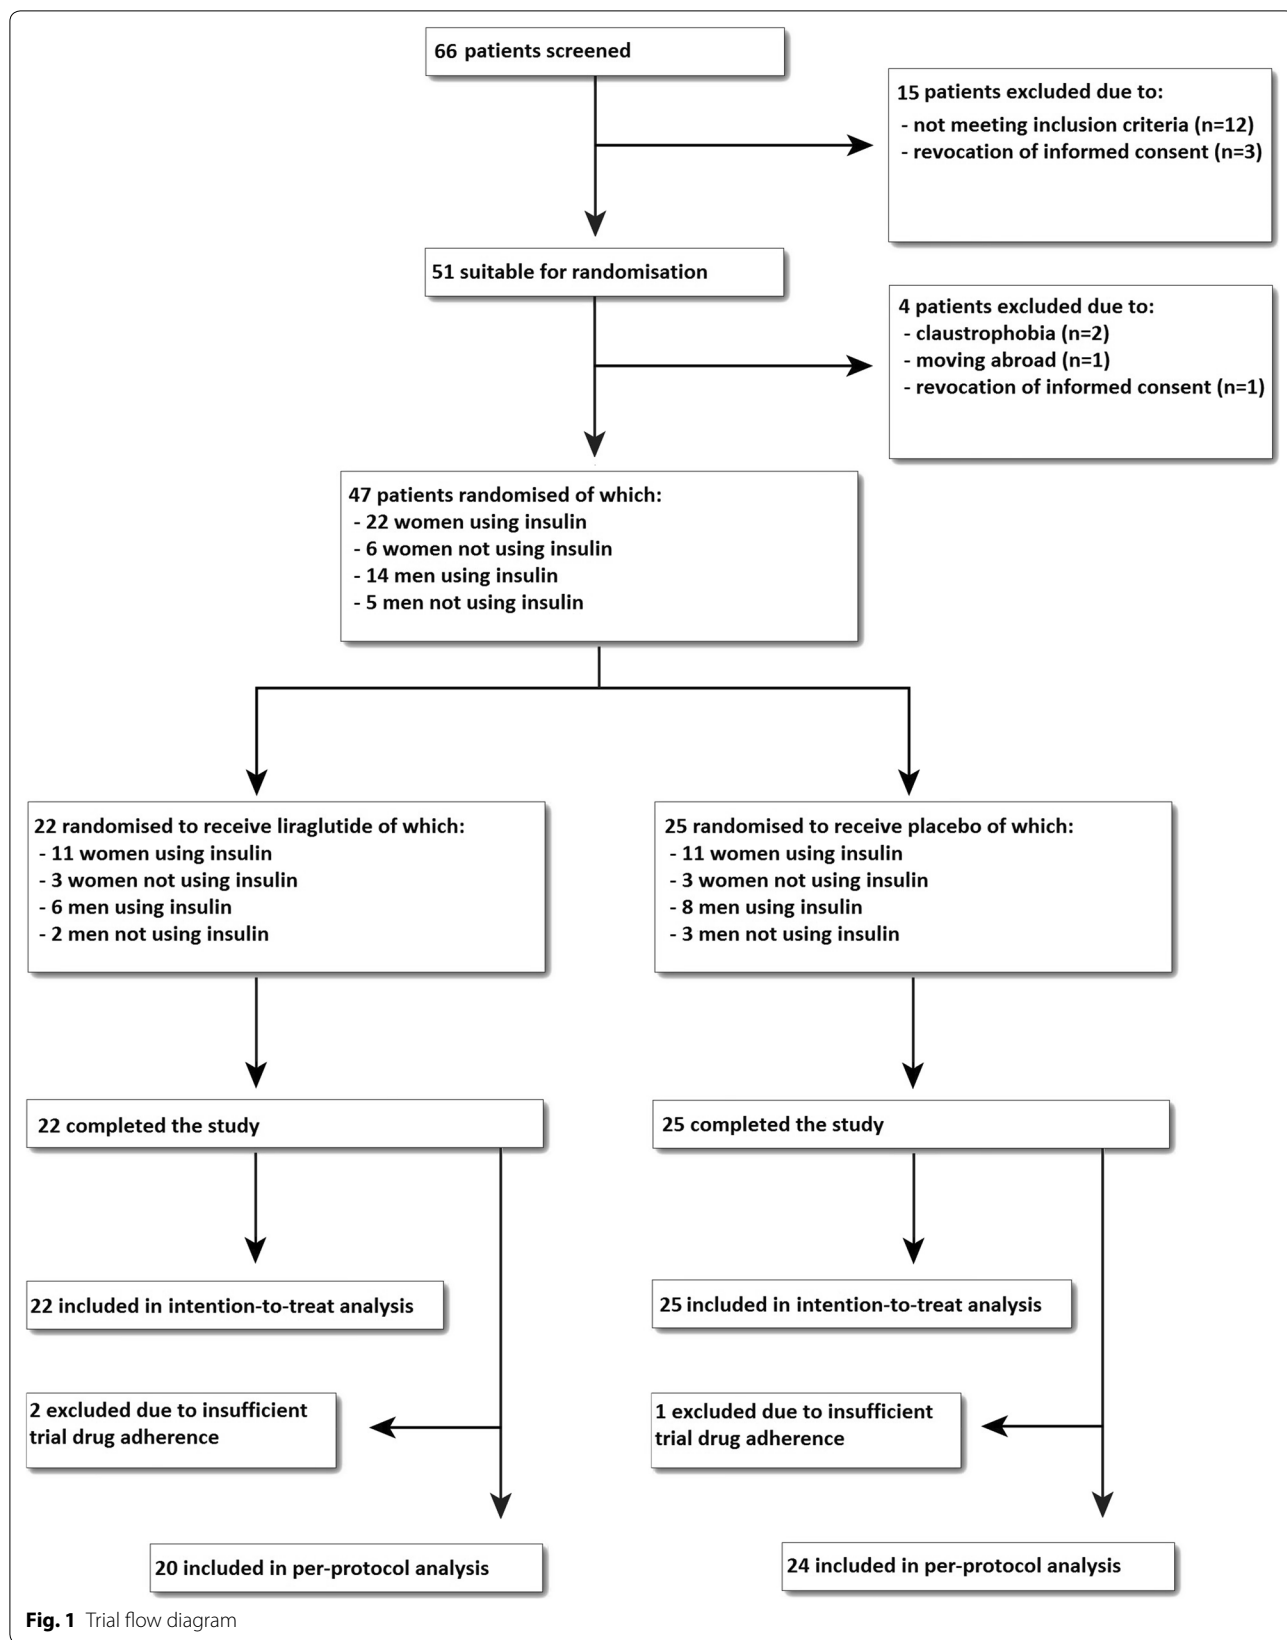 66 patients screened
15 patients excluded due to:
- not meeting inclusion criteria (n=12)
- revocation of informed consent (n=3)
51 suitable for randomisation
4 patients excluded due to:
- claustrophobia (n=2)
- moving abroad (n=1)
- revocation of informed consent (n=1)
47 patients randomised of which:
- 22 women using insulin
- 6 women not using insulin
- 14 men using insulin
- 5 men not using insulin
22 randomised to receive liraglutide of which:
- 11 women using insulin
- 3 women not using insulin
- 6 men using insulin
- 2 men not using insulin
25 randomised to receive placebo of which:
- 11 women using insulin
- 3 women not using insulin
- 8 men using insulin
- 3 men not using insulin
22 completed the study
25 completed the study
22 included in intention-to-treat analysis
25 included in intention-to-treat analysis
2 excluded due to insufficient
trial drug adherence
1 excluded due to insufficient
trial drug adherence
20 included in per-protocol analysis
24 included in per-protocol analysis
Fig. 1 Trial flow diagram